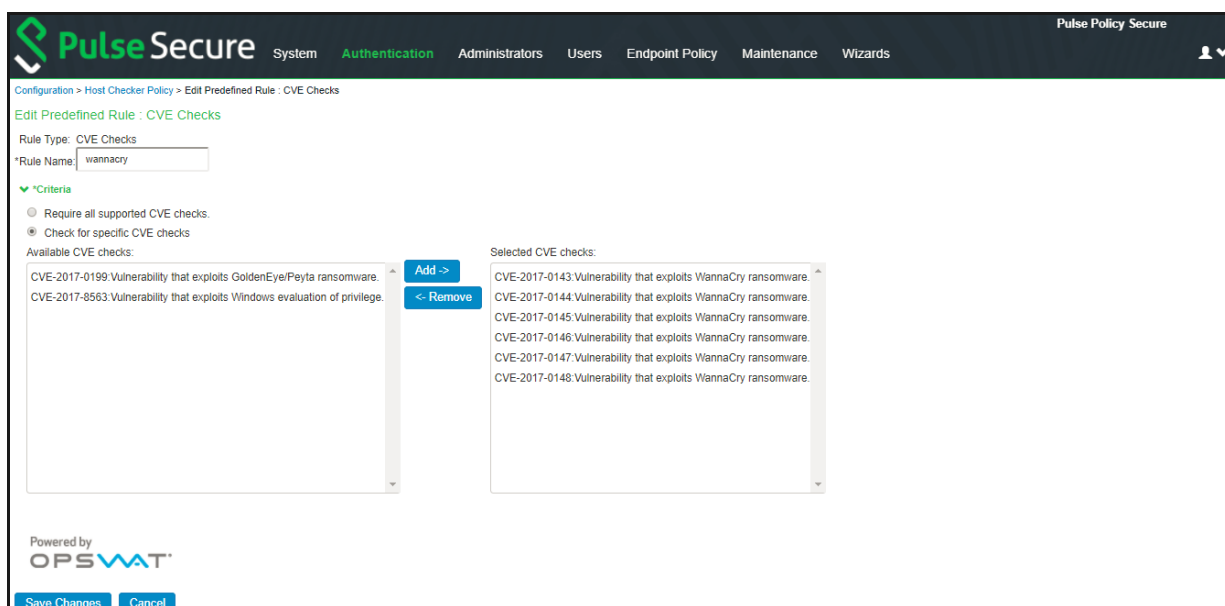 Pulse Policy Secure
Pulse Secure System Authentication Administrators Users Endpoint Policy Maintenance Wizards
Configuration > Host Checker Policy > Edit Predefined Rule : CVE Checks
Edit Predefined Rule : CVE Checks
Rule Type: CVE Checks
*Rule Name: wannacry
*Criteria
Require all supported CVE checks.
Check for specific CVE checks
Available CVE checks:
CVE-2017-0199:Vulnerability that exploits GoldenEye/Peyta ransomware.
CVE-2017-8563:Vulnerability that exploits Windows evaluation of privilege.
Add ->
<- Remove
Selected CVE checks:
CVE-2017-0143:Vulnerability that exploits WannaCry ransomware.
CVE-2017-0144:Vulnerability that exploits WannaCry ransomware.
CVE-2017-0145:Vulnerability that exploits WannaCry ransomware.
CVE-2017-0146:Vulnerability that exploits WannaCry ransomware.
CVE-2017-0147:Vulnerability that exploits WannaCry ransomware.
CVE-2017-0148:Vulnerability that exploits WannaCry ransomware.
Powered by
OPSWAT
Save Changes Cancel